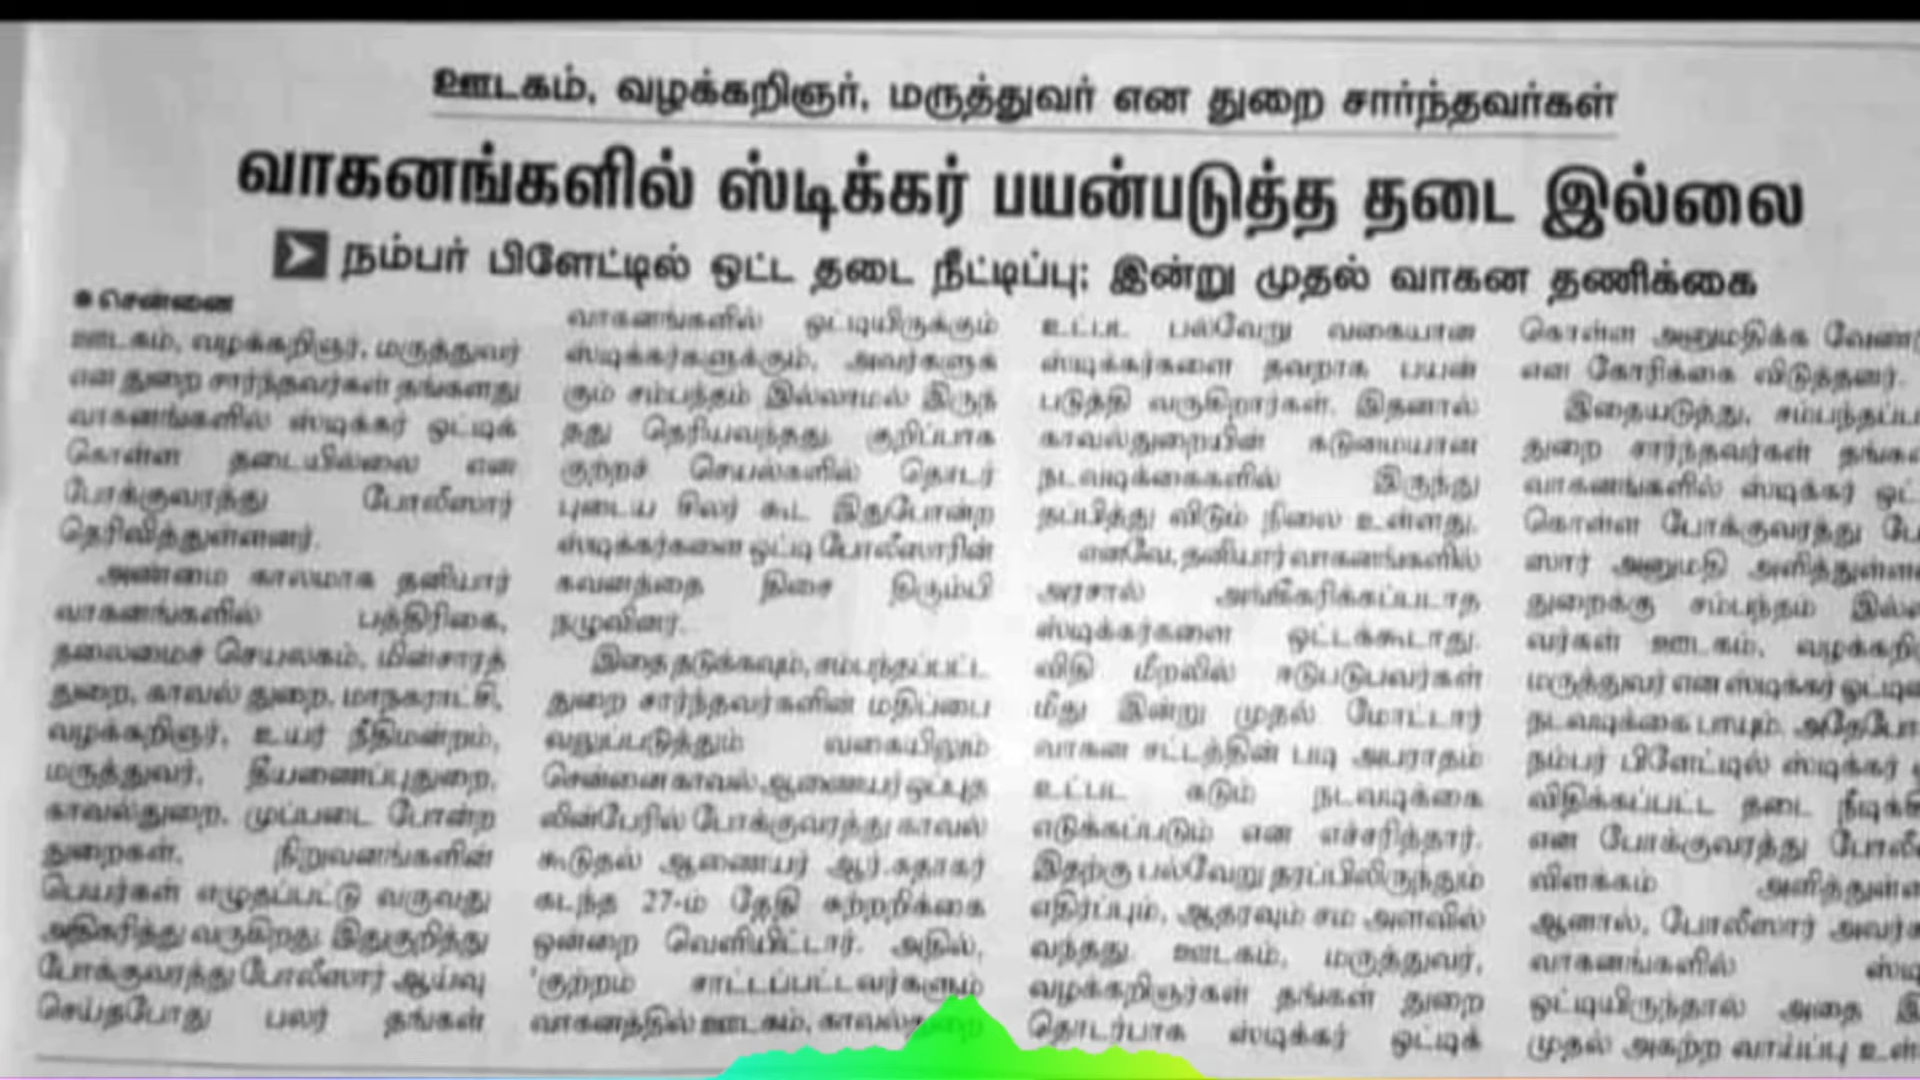 ஊடகம், வழக்கறிஞர், மருத்துவர் என துறை சார்ந்தவர்கள்
வாகனங்களில் ஸ்டிக்கர் பயன்படுத்த தடை இல்லை
நம்பர் பிளேட்டில் ஒட்ட தடை நீட்டிப்பு; இன்று முதல் வாகன தணிக்கை
சென்னை
ஊடகம், வழக்கறிஞர், மருத்துவர்
என துறை சார்ந்தவர்கள் தங்களது
வாகனங்களில் ஸ்டிக்கர் ஒட்டிக்
கொள்ள தடையில்லை என
போக்குவரத்து போலீஸார்
தெரிவித்துள்ளனர்.
அண்மை காலமாக தனியார்
வாகனங்களில் பத்திரிகை,
தலைமைச் செயலகம், மின்சாரத்
துறை, காவல் துறை, மாநகராட்சி,
வழக்கறிஞர், உயர் நீதிமன்றம்,
மருத்துவர், தீயணைப்புதுறை,
காவல்துறை, முப்படை போன்ற
துறைகள், நிறுவனங்களின்
பெயர்கள் எழுதப்பட்டு வருவது
அதிகரித்து வருகிறது. இதுகுறித்து
போக்குவரத்து போலீஸார் ஆய்வு
செய்தபோது பலர் தங்கள்
வாகனங்களில் ஒட்டியிருக்கும்
ஸ்டிக்கர்களுக்கும், அவர்களுக்
கும் சம்பந்தம் இல்லாமல் இருந்
தது தெரியவந்தது. குறிப்பாக
குற்றச் செயல்களில் தொடர்
புடைய சிலர் கூட இதுபோன்ற
ஸ்டிக்கர்களை ஒட்டி போலீஸாரின்
கவனத்தை திசை திருப்பி
நழுவினர்.
இதை தடுக்கவும், சம்பந்தப்பட்ட
துறை சார்ந்தவர்களின் மதிப்பை
வலுப்படுத்தும் வகையிலும்
சென்னை காவல் ஆணையர் ஒப்புத
லின்பேரில் போக்குவரத்து காவல்
கூடுதல் ஆணையர் ஆர்.சுதாகர்
கடந்த 27-ம் தேதி சுற்றறிக்கை
ஒன்றை வெளியிட்டார். அதில்,
'குற்றம் சாட்டப்பட்டவர்களும்
வாகனத்தில் ஊடகம், காவல்துறை
உட்பட பல்வேறு வகையான
ஸ்டிக்கர்களை தவறாக பயன்
படுத்தி வருகிறார்கள். இதனால்
காவல்துறையின் கடுமையான
நடவடிக்கைகளில் இருந்து
தப்பித்து விடும் நிலை உள்ளது.
எனவே, தனியார் வாகனங்களில்
அரசால் அங்கீகரிக்கப்படாத
ஸ்டிக்கர்களை ஒட்டக்கூடாது.
விதி மீறலில் ஈடுபடுபவர்கள்
மீது இன்று முதல் மோட்டார்
வாகன சட்டத்தின் படி அபராதம்
உட்பட கடும் நடவடிக்கை
எடுக்கப்படும் என எச்சரித்தார்.
இதற்கு பல்வேறு தரப்பிலிருந்தும்
எதிர்ப்பும், ஆதரவும் சம அளவில்
வந்தது. ஊடகம், மருத்துவர்,
வழக்கறிஞர்கள் தங்கள் துறை
தொடர்பாக ஸ்டிக்கர் ஒட்டிக்
கொள்ள அனுமதிக்க
என கோரிக்கை விடுத்தனர்.
இதையடுத்து,
துறை சார்ந்தவர்கள்
வாகனங்களில் ஸ்டிக்கர்
கொள்ள போக்குவரத்து
ஸார் அனுமதி
துறைக்கு சம்பந்தம்
வர்கள் ஊடகம்,
மருத்துவர் என ஸ்டிக்கர்
நடவடிக்கை பாயும்.
நம்பர் பிளேட்டில் ஸ்டிக்கர்
விதிக்கப்பட்ட தடை
என போக்குவரத்து
விளக்கம்
ஆனால், போலீஸார்
வாகனங்களில்
ஒட்டியிருந்தால் அதை
முதல் அகற்ற வாய்ப்பு